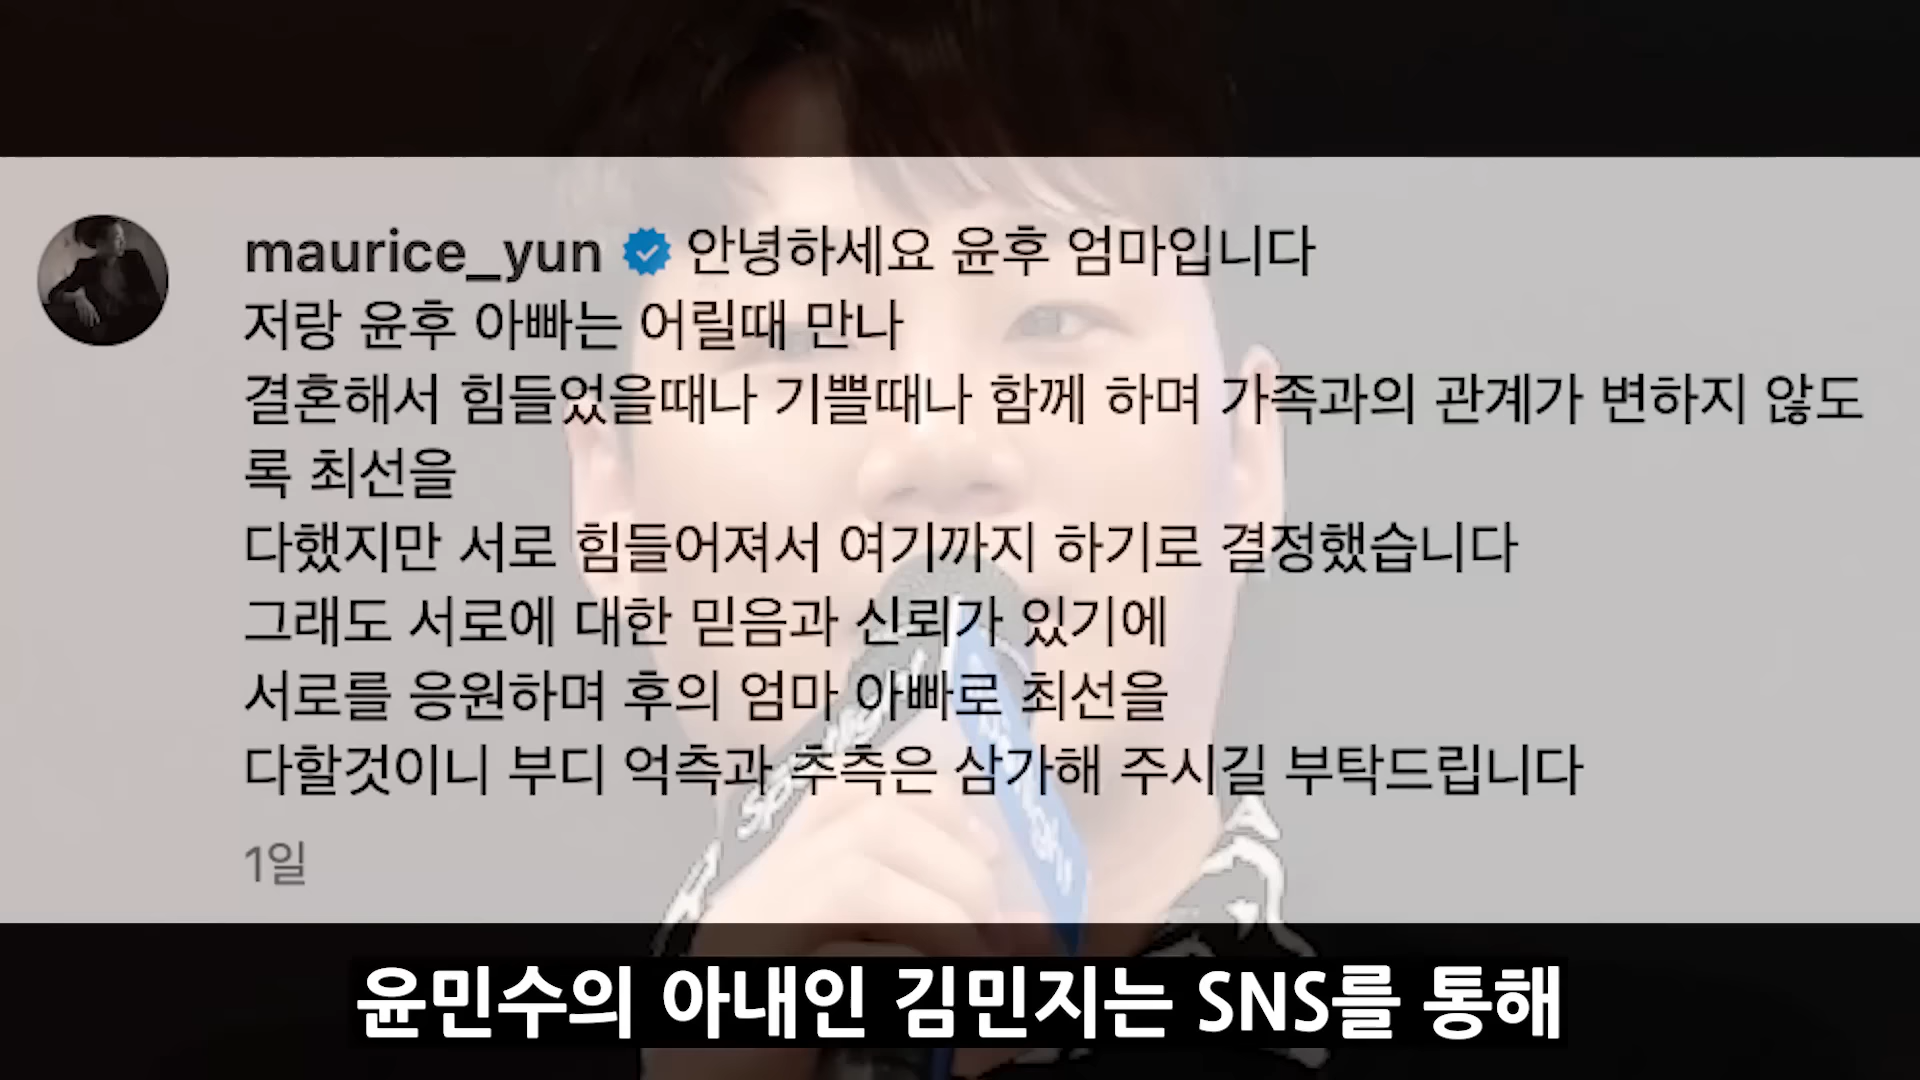 maurice_yun 안녕하세요 윤후 엄마입니다
저랑 윤후 아빠는 어릴때 만나
결혼해서 힘들었을때나 기쁠때나 함께 하며 가족과의 관계가 변하지 않도
록 최선을
다했지만 서로 힘들어져서 여기까지 하기로 결정했습니다
그래도 서로에 대한 믿음과 신뢰가 있기에
서로를 응원하며 후의 엄마 아빠로 최선을
다할것이니 부디 억측과 추측은 삼가해 주시길 부탁드립니다
1일
윤민수의 아내인 김민지는 SNS를 통해